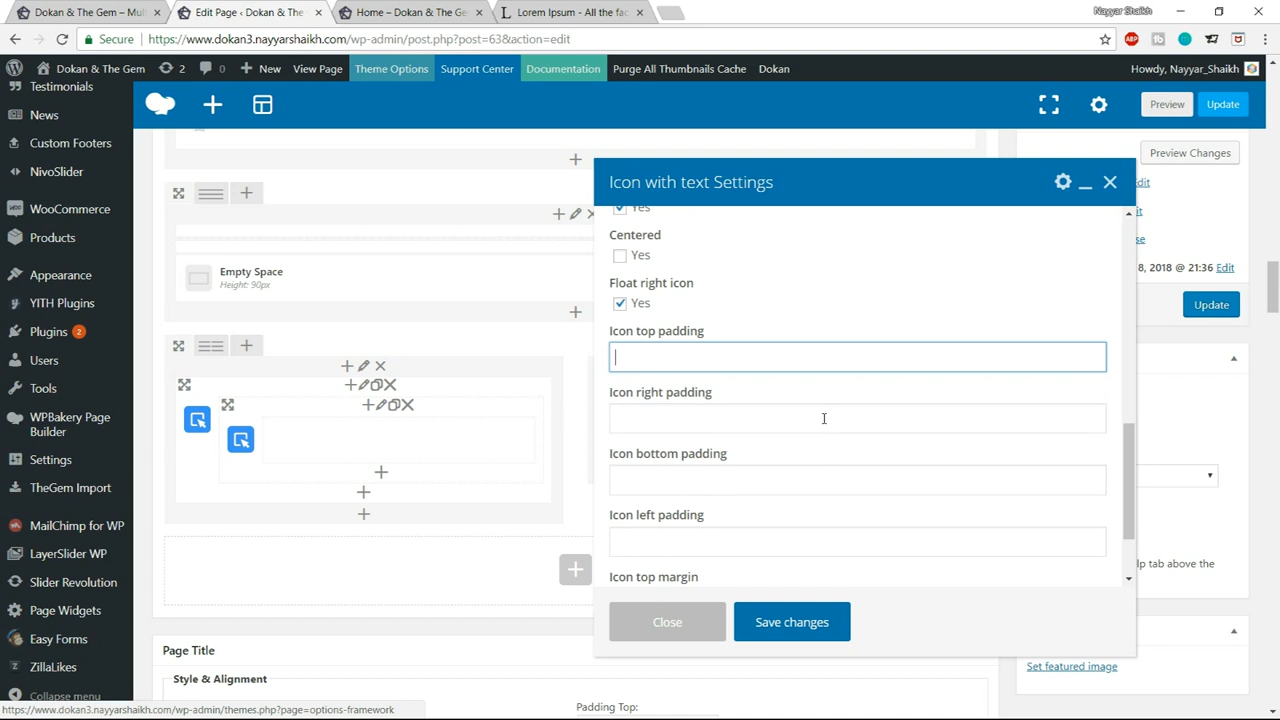 Dokan & The Gem – Mul
Edit Page ‹ Dokan & The
Home – Dokan & The Ge
Lorem Ipsum - All the fa
Nayyar Shaikh
Secure
https://www.dokan3.nayyarshaikh.com/wp-admin/post.php?post=63&action=edit
Dokan & The Gem
2
0
New
View Page
Theme Options
Support Center
Documentation
Purge All Thumbnails Cache
Dokan
Howdy, Nayyar_Shaikh
Testimonials
News
Custom Footers
NivoSlider
WooCommerce
Products
Appearance
YITH Plugins
Plugins 2
Users
Tools
WPBakery Page
Builder
Settings
TheGem Import
MailChimp for WP
LayerSlider WP
Slider Revolution
Page Widgets
Easy Forms
ZillaLikes
Collapse menu
https://www.dokan3.nayyarshaikh.com/wp-admin/themes.php?page=options-framework
Preview
Update
Preview Changes
Empty Space
Height: 90px
Icon with text Settings
Yes
Centered
Yes
Float right icon
Yes
Icon top padding
Icon right padding
Icon bottom padding
Icon left padding
Icon top margin
Close
Save changes
dit
it
se
8, 2018 @ 21:36 Edit
Update
lp tab above the
Set featured image
Page Title
Style & Alignment
Padding Top: